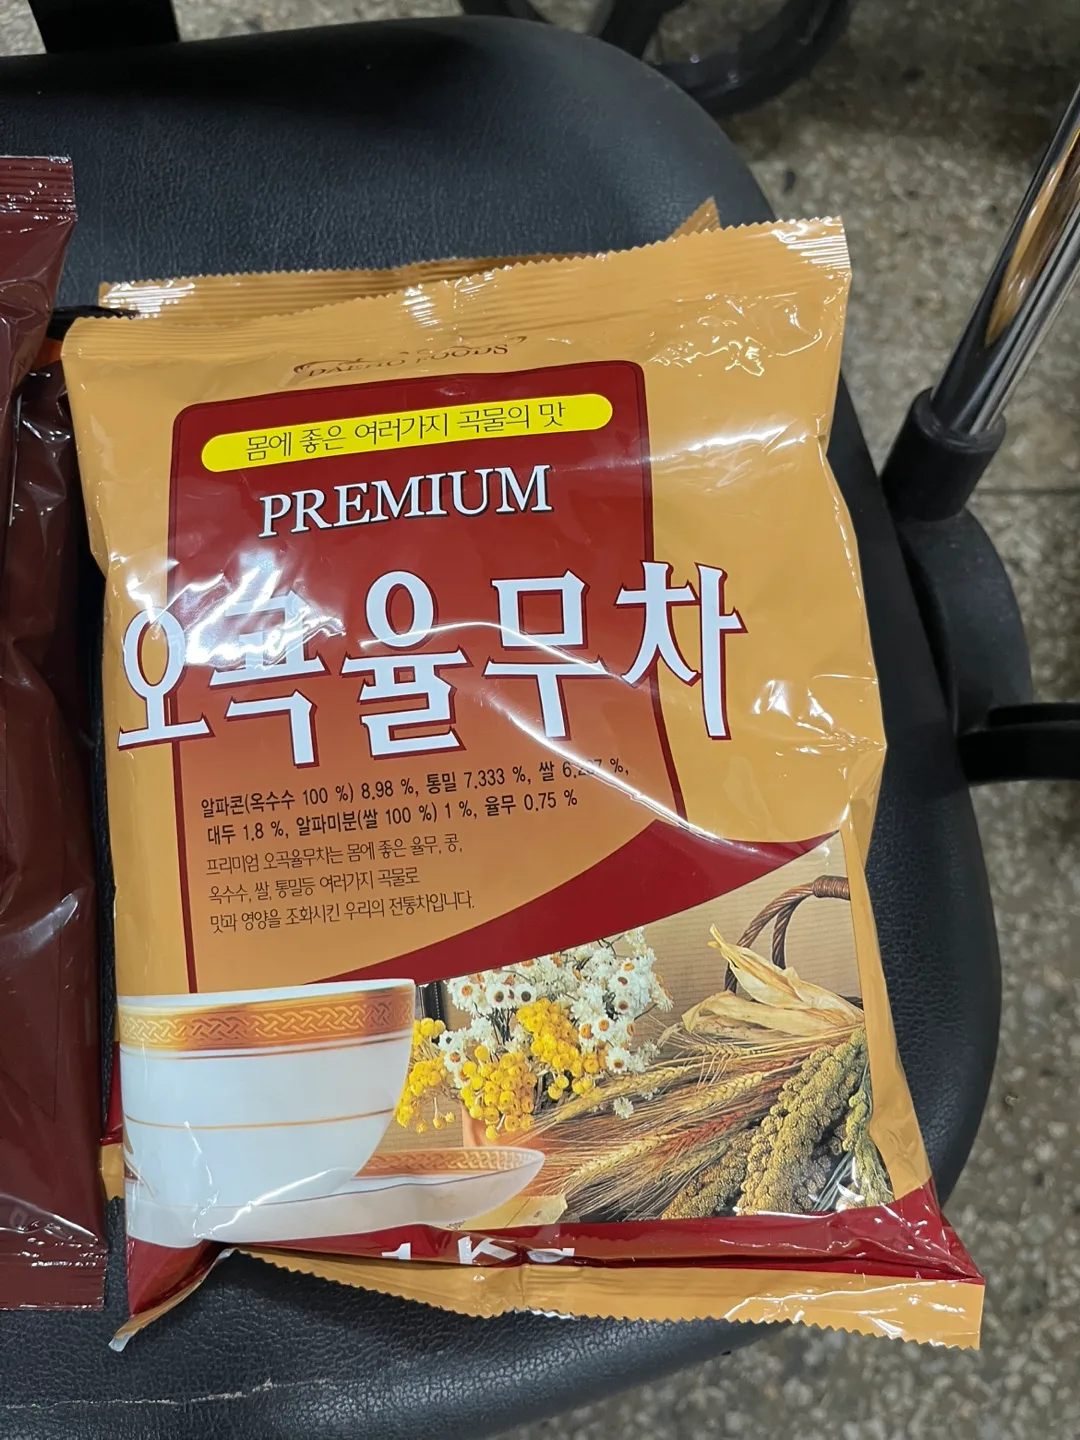 DAEHO FOODS
몸에 좋은 여러가지 곡물의 맛
PREMIUM
오곡율무차
알파콘(옥수수 100 %) 8.98 %, 통밀 7.333 %, 쌀
대두 1.8 %, 알파미분(쌀 100 %) 1 %, 율무 0.75 %
프리미엄 오곡율무차는 몸에 좋은 율무, 콩,
옥수수, 쌀, 통밀등 여러가지 곡물로
맛과 영양을 조화시킨 우리의 전통차입니다.
1 Kg